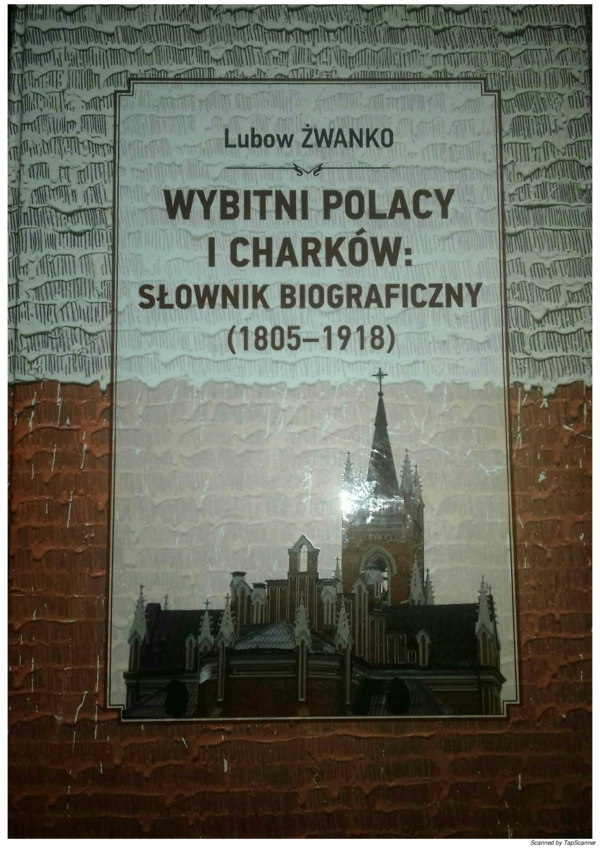 Lubow ŻWANKO
WYBITNI POLACY
I CHARKÓW:
SŁOWNIK BIOGRAFICZNY
(1805–1918)
Scanned by TapScanner